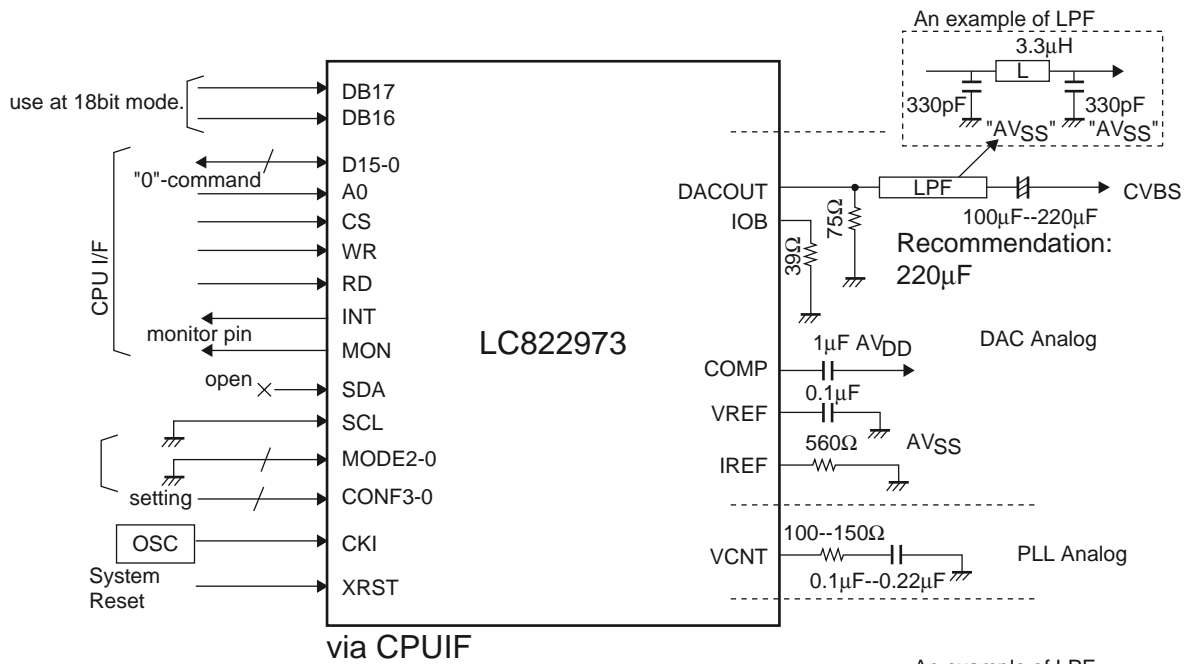 An example of LPF
3.3μH
L
330pF
330pF
"AVSS"
"AVSS"
use at 18bit mode.
DB17
DB16
CPU I/F
D15-0
"0"-command
A0
CS
WR
RD
INT
monitor pin
MON
open
SDA
SCL
MODE2-0
setting
CONF3-0
OSC
CKI
System
Reset
XRST
LC822973
DACOUT
LPF
CVBS
IOB
75Ω
39Ω
100μF--220μF
Recommendation:
220μF
DAC Analog
COMP
1μF AVDD
VREF
0.1μF
IREF
560Ω
AVSS
VCNT
100--150Ω
0.1μF--0.22μF
PLL Analog
via CPUIF
An example of LPF